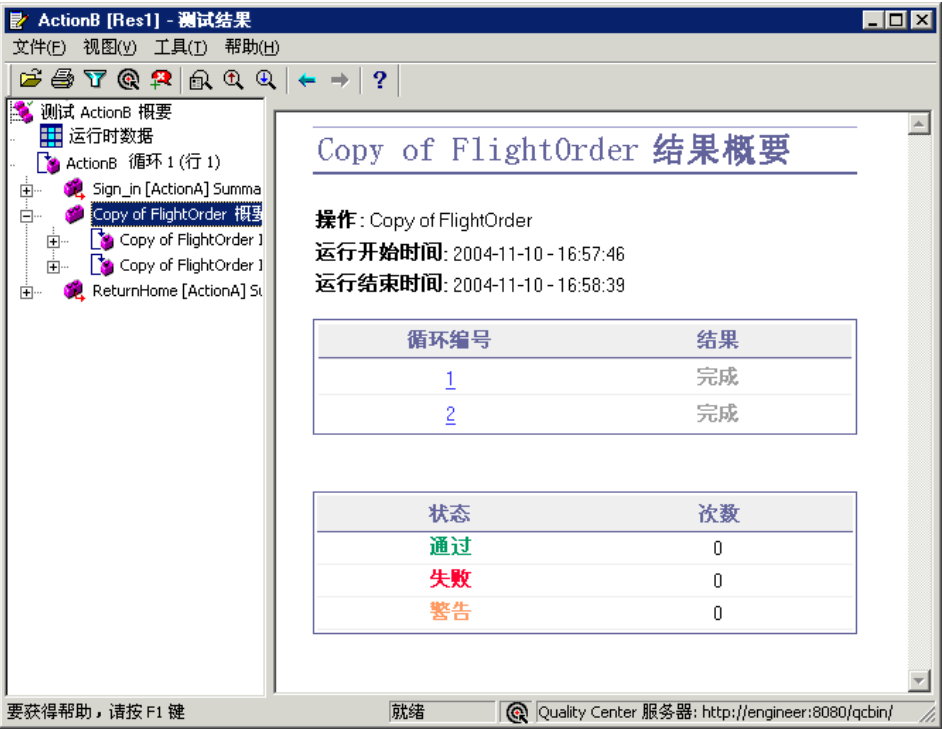 ActionB [Res1] - 测试结果
文件(F) 视图(V) 工具(T) 帮助(H)
?
测试 ActionB 概要
运行时数据
ActionB 循环 1 (行 1)
Sign_in [ActionA] Summa
Copy of FlightOrder 概要
Copy of FlightOrder
Copy of FlightOrder
ReturnHome [ActionA] Su
Copy of FlightOrder 结果概要
操作: Copy of FlightOrder
运行开始时间: 2004-11-10 - 16:57:46
运行结束时间: 2004-11-10 - 16:58:39
循环编号 结果
1 完成
2 完成
状态 次数
通过 0
失败 0
警告 0
要获得帮助，请按 F1 键 就绪 Quality Center 服务器: http://engineer:8080/qcbin/